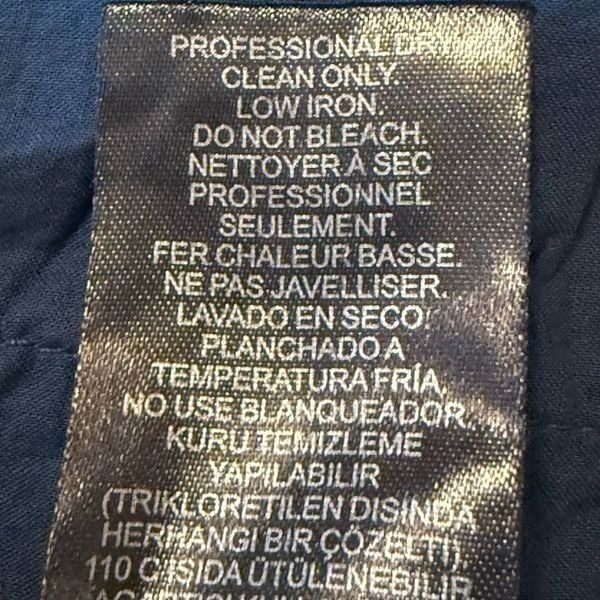 PROFESSIONAL DRY
CLEAN ONLY.
LOW IRON.
DO NOT BLEACH.
NETTOYER À SEC
PROFESSIONNEL
SEULEMENT.
FER CHALEUR BASSE.
NE PAS JAVELLISER.
LAVADO EN SECO.
PLANCHADO A
TEMPERATURA FRÍA.
NO USE BLANQUEADOR.
KURU TEMIZLEME
YAPILABILIR
(TRIKLORETILEN DISINDA
HERHANGI BIR ÇÖZELTI),
110 C ISIDA ÜTÜLENEBILIR